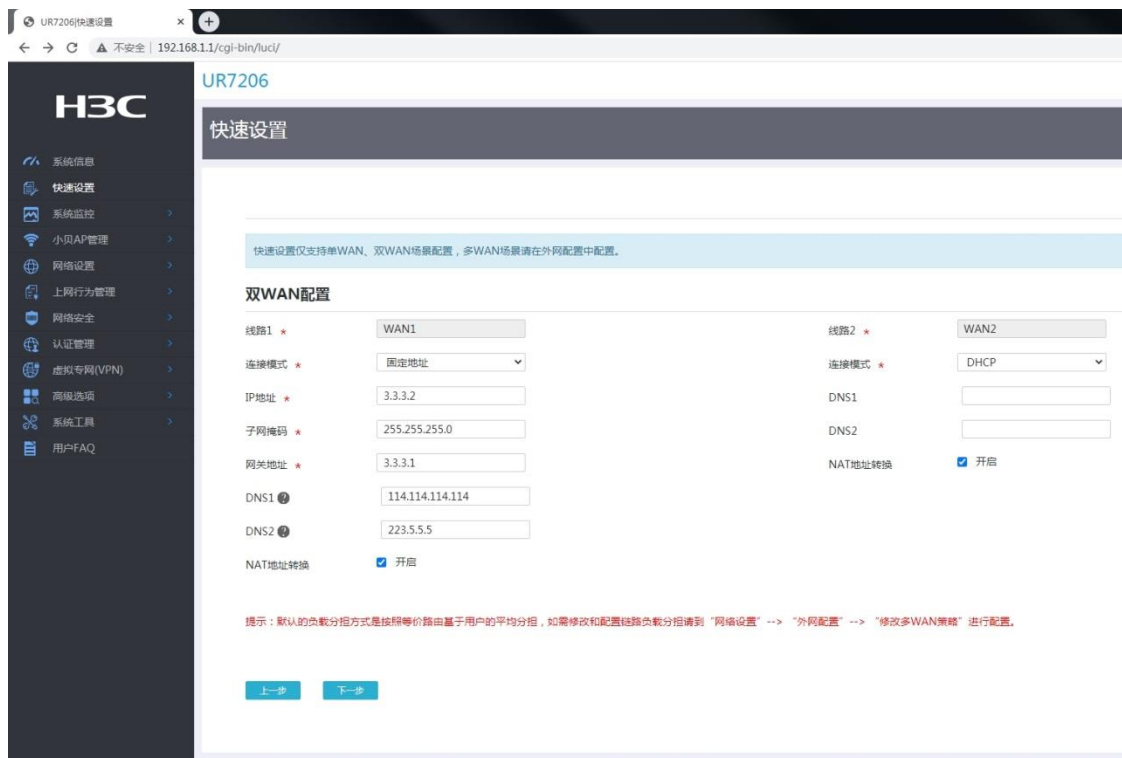 UR7206|快速设置
不安全 | 192.168.1.1/cgi-bin/luci/
H3C
系统信息
快速设置
系统监控
小贝AP管理
网络设置
上网行为管理
网络安全
认证管理
虚拟专网(VPN)
高级选项
系统工具
用户FAQ
UR7206
快速设置
快速设置仅支持单WAN、双WAN场景配置，多WAN场景请在外网配置中配置。
双WAN配置
线路1 * WAN1
连接模式 * 固定地址
IP地址 * 3.3.3.2
子网掩码 * 255.255.255.0
网关地址 * 3.3.3.1
DNS1 ? 114.114.114.114
DNS2 ? 223.5.5.5
NAT地址转换 开启
线路2 * WAN2
连接模式 * DHCP
DNS1
DNS2
NAT地址转换 开启
提示：默认的负载分担方式是按照等价路由基于用户的平均分担，如需修改和配置链路负载分担请到“网络设置”--> “外网配置”--> “修改多WAN策略”进行配置。
上一步 下一步